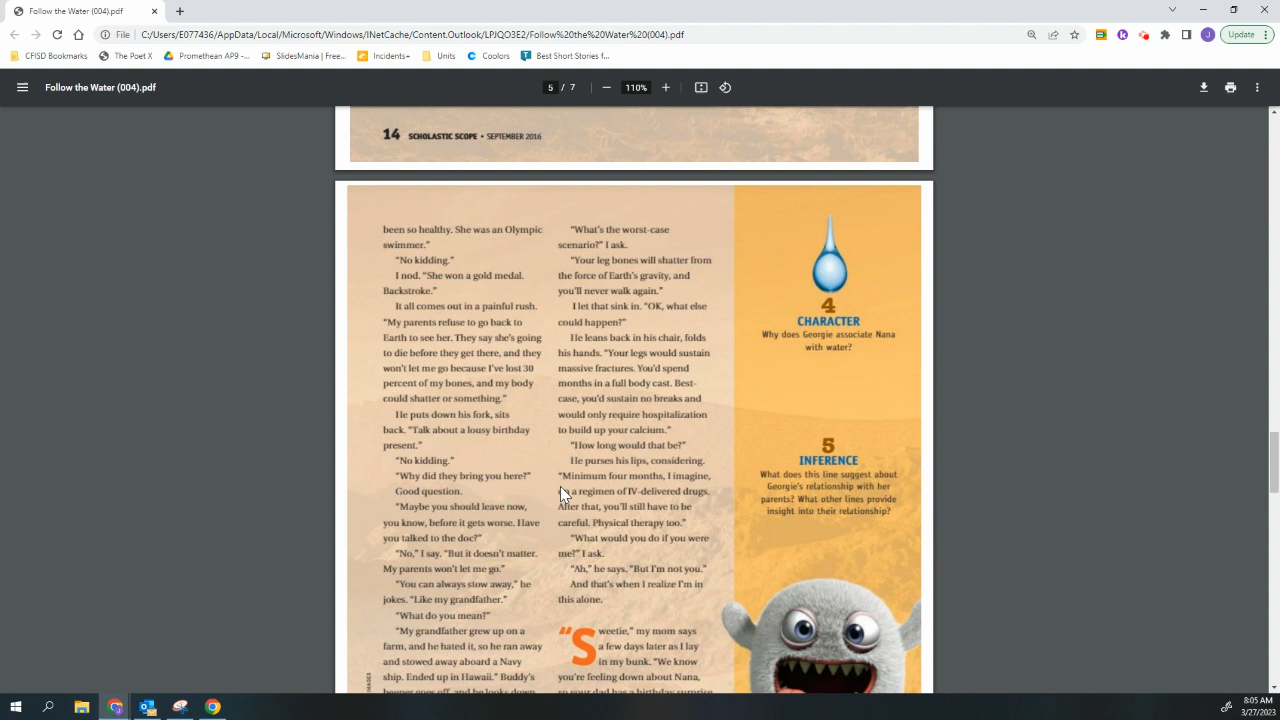 Follow the Water (004).pdf
File
C:/Users/E077436/AppData/Local/Microsoft/Windows/INetCache/Content.Outlook/LPJQO3E2/Follow%20the%20Water%20(004).pdf
J
Update
CFISD Bookmarks
The Poet X
Promethean AP9 -...
SlidesMania | Free...
Incidents+
Units
Coolors
Best Short Stories f...
Follow the Water (004).pdf
5 / 7
110%
14 SCHOLASTIC SCOPE • SEPTEMBER 2016
been so healthy. She was an Olympic
swimmer.”
“No kidding.”
I nod. “She won a gold medal.
Backstroke.”
It all comes out in a painful rush.
“My parents refuse to go back to
Earth to see her. They say she’s going
to die before they get there, and they
won’t let me go because I’ve lost 30
percent of my bones, and my body
could shatter or something.”
He puts down his fork, sits
back. “Talk about a lousy birthday
present.”
“No kidding.”
“Why did they bring you here?”
Good question.
“Maybe you should leave now,
you know, before it gets worse. Have
you talked to the doc?”
“No,” I say. “But it doesn’t matter.
My parents won’t let me go.”
“You can always stow away,” he
jokes. “Like my grandfather.”
“What do you mean?”
“My grandfather grew up on a
farm, and he hated it, so he ran away
and stowed away aboard a Navy
ship. Ended up in Hawaii.” Buddy’s
beeper goes off, and he looks down
“What’s the worst-case
scenario?” I ask.
“Your leg bones will shatter from
the force of Earth’s gravity, and
you’ll never walk again.”
I let that sink in. “OK, what else
could happen?”
He leans back in his chair, folds
his hands. “Your legs would sustain
massive fractures. You’d spend
months in a full body cast. Best-
case, you’d sustain no breaks and
would only require hospitalization
to build up your calcium.”
“How long would that be?”
He purses his lips, considering.
“Minimum four months, I imagine,
a regimen of IV-delivered drugs.
After that, you’ll still have to be
careful. Physical therapy too.”
“What would you do if you were
me?” I ask.
“Ah,” he says. “But I’m not you.”
And that’s when I realize I’m in
this alone.
“Sweetie,” my mom says
a few days later as I lay
in my bunk. “We know
you’re feeling down about Nana,
so your dad has a birthday surprise
IMAGES
4
CHARACTER
Why does Georgie associate Nana
with water?
5
INFERENCE
What does this line suggest about
Georgie’s relationship with her
parents? What other lines provide
insight into their relationship?
8:05 AM
3/27/2023